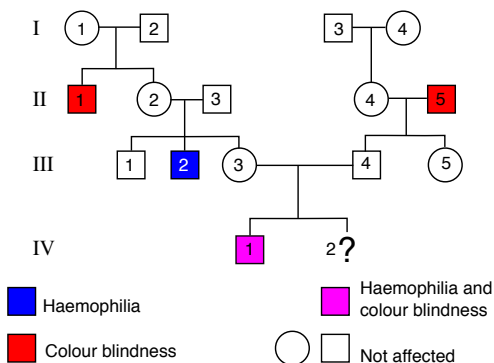 I 1 2 3 4
II 1 2 3 4 5
III 1 2 3 4 5
IV 1 2?
Haemophilia
Haemophilia and
colour blindness
Colour blindness
Not affected